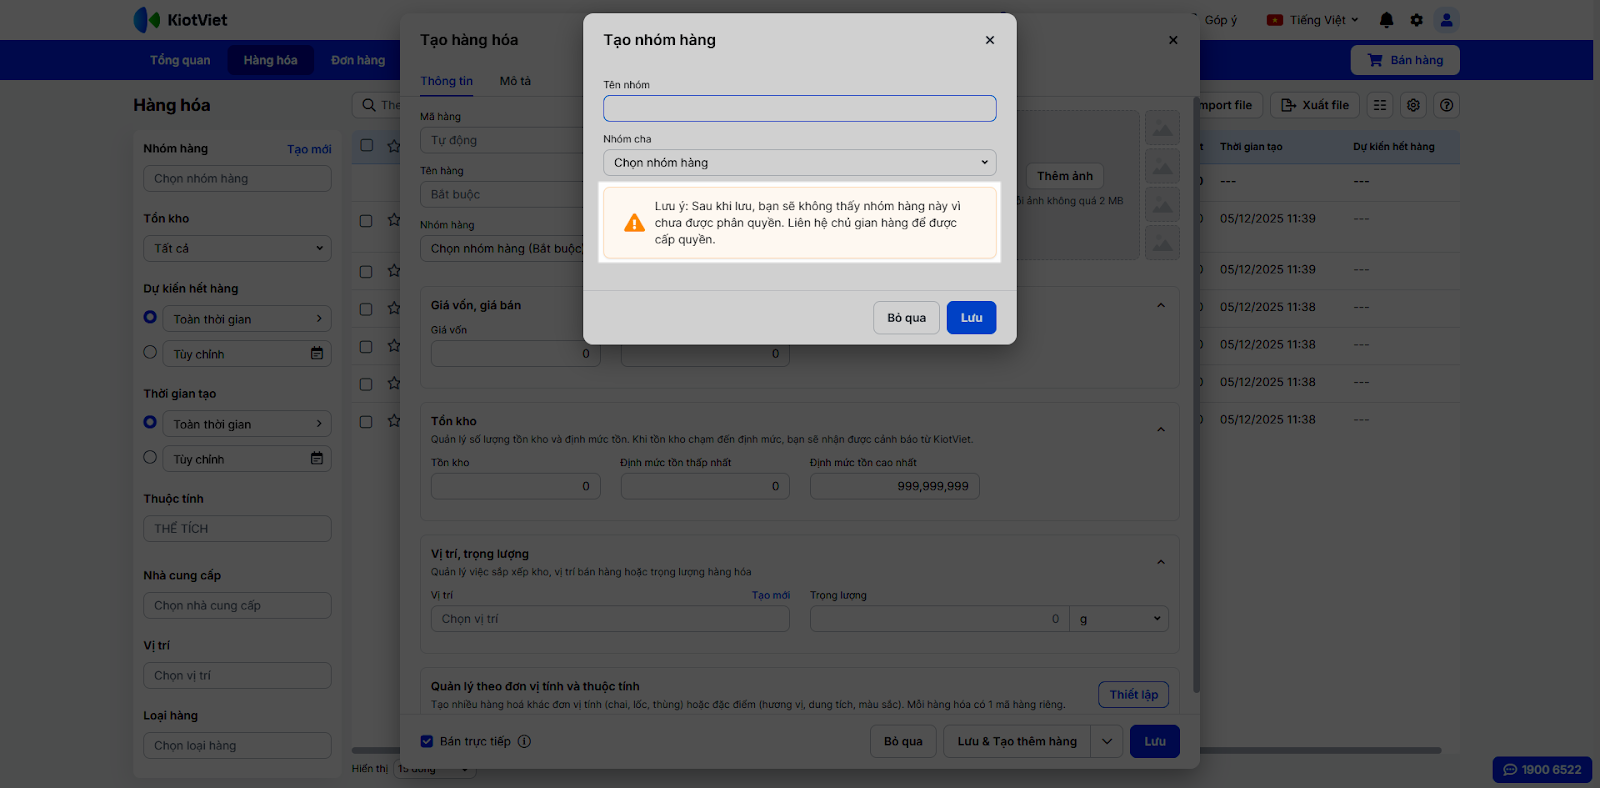 KiotViet
Góp ý
Tiếng Việt
Tổng quan
Hàng hóa
Đơn hàng
Bán hàng
Hàng hóa
The
mport file
Xuất file
Nhóm hàng
Tạo mới
Chọn nhóm hàng
Tồn kho
Tất cả
Dự kiến hết hàng
Toàn thời gian
Tùy chỉnh
Thời gian tạo
Toàn thời gian
Tùy chỉnh
Thuộc tính
THỂ TÍCH
Nhà cung cấp
Chọn nhà cung cấp
Vị trí
Chọn vị trí
Loại hàng
Chọn loại hàng
Tạo hàng hóa
Thông tin
Mô tả
Mã hàng
Tự động
Tên hàng
Bắt buộc
Nhóm hàng
Chọn nhóm hàng (Bắt buộc)
Thêm ảnh
ỗi ảnh không quá 2 MB
Tạo nhóm hàng
Tên nhóm
Nhóm cha
Chọn nhóm hàng
Lưu ý: Sau khi lưu, bạn sẽ không thấy nhóm hàng này vì
chưa được phân quyền. Liên hệ chủ gian hàng để được
cấp quyền.
Bỏ qua
Lưu
Giá vốn, giá bán
Giá vốn
0
0
Tồn kho
Quản lý số lượng tồn kho và định mức tồn. Khi tồn kho chạm đến định mức, bạn sẽ nhận được cảnh báo từ KiotViet.
Tồn kho
Định mức tồn thấp nhất
Định mức tồn cao nhất
0
0
999,999,999
Vị trí, trọng lượng
Quản lý việc sắp xếp kho, vị trí bán hàng hoặc trọng lượng hàng hóa
Vị trí
Tạo mới
Trọng lượng
Chọn vị trí
0
g
Quản lý theo đơn vị tính và thuộc tính
Tạo nhiều hàng hoá khác đơn vị tính (chai, lốc, thùng) hoặc đặc điểm (hương vị, dung tích, màu sắc). Mỗi hàng hóa có 1 mã hàng riêng.
Thiết lập
Bán trực tiếp
Bỏ qua
Lưu & Tạo thêm hàng
Lưu
Thời gian tạo
Dự kiến hết hàng
---
---
05/12/2025 11:39
---
05/12/2025 11:39
---
05/12/2025 11:38
---
05/12/2025 11:38
---
05/12/2025 11:38
---
05/12/2025 11:38
---
Hiển thị
15 dòng
1900 6522